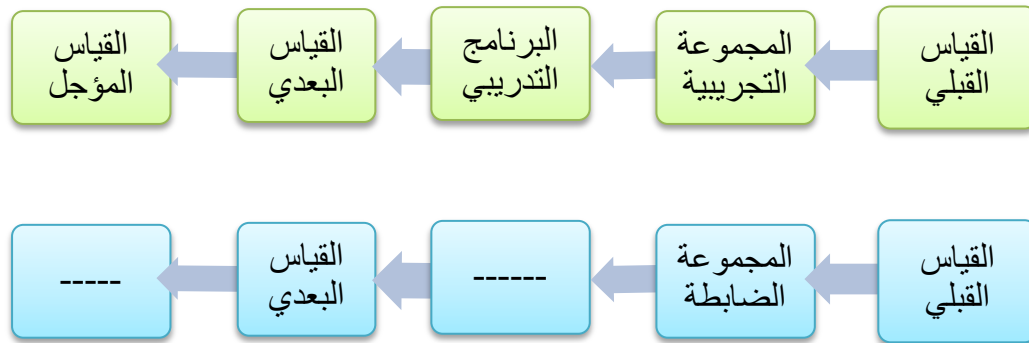 القياس
القبلي
المجموعة
التجريبية
البرنامج
التدريبي
القياس
البعدي
القياس
المؤجل
القياس
القبلي
المجموعة
الضابطة
------
القياس
البعدي
-----